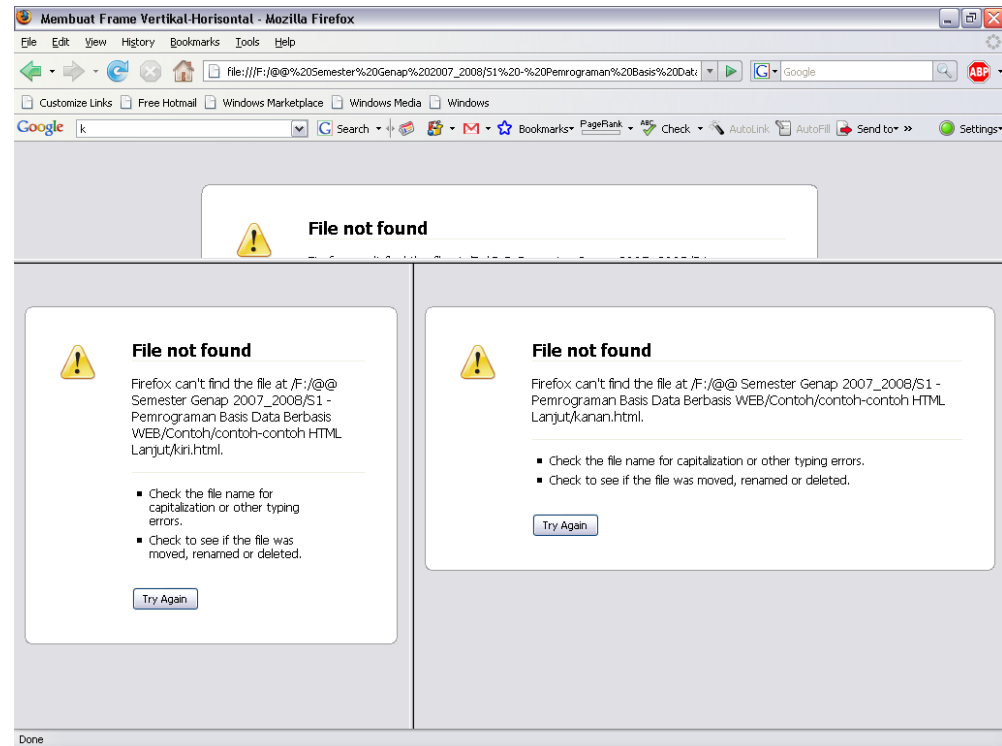 Membuat Frame Vertikal-Horisontal - Mozilla Firefox
File Edit View History Bookmarks Tools Help
file:///F:/@@%20Semester%20Genap%202007_2008/S1%20-%20Pemrograman%20Basis%20Data
G Google
ABP
Customize Links Free Hotmail Windows Marketplace Windows Media Windows
Google k G Search Bookmarks PageRank ABC Check AutoLink AutoFill Send to Settings
File not found
File not found
Firefox can't find the file at /F:/@@
Semester Genap 2007_2008/S1 -
Pemrograman Basis Data Berbasis
WEB/Contoh/contoh-contoh HTML
Lanjut/kiri.html.
Check the file name for
capitalization or other typing
errors.
Check to see if the file was
moved, renamed or deleted.
Try Again
File not found
Firefox can't find the file at /F:/@@ Semester Genap 2007_2008/S1 -
Pemrograman Basis Data Berbasis WEB/Contoh/contoh-contoh HTML
Lanjut/kanan.html.
Check the file name for capitalization or other typing errors.
Check to see if the file was moved, renamed or deleted.
Try Again
Done